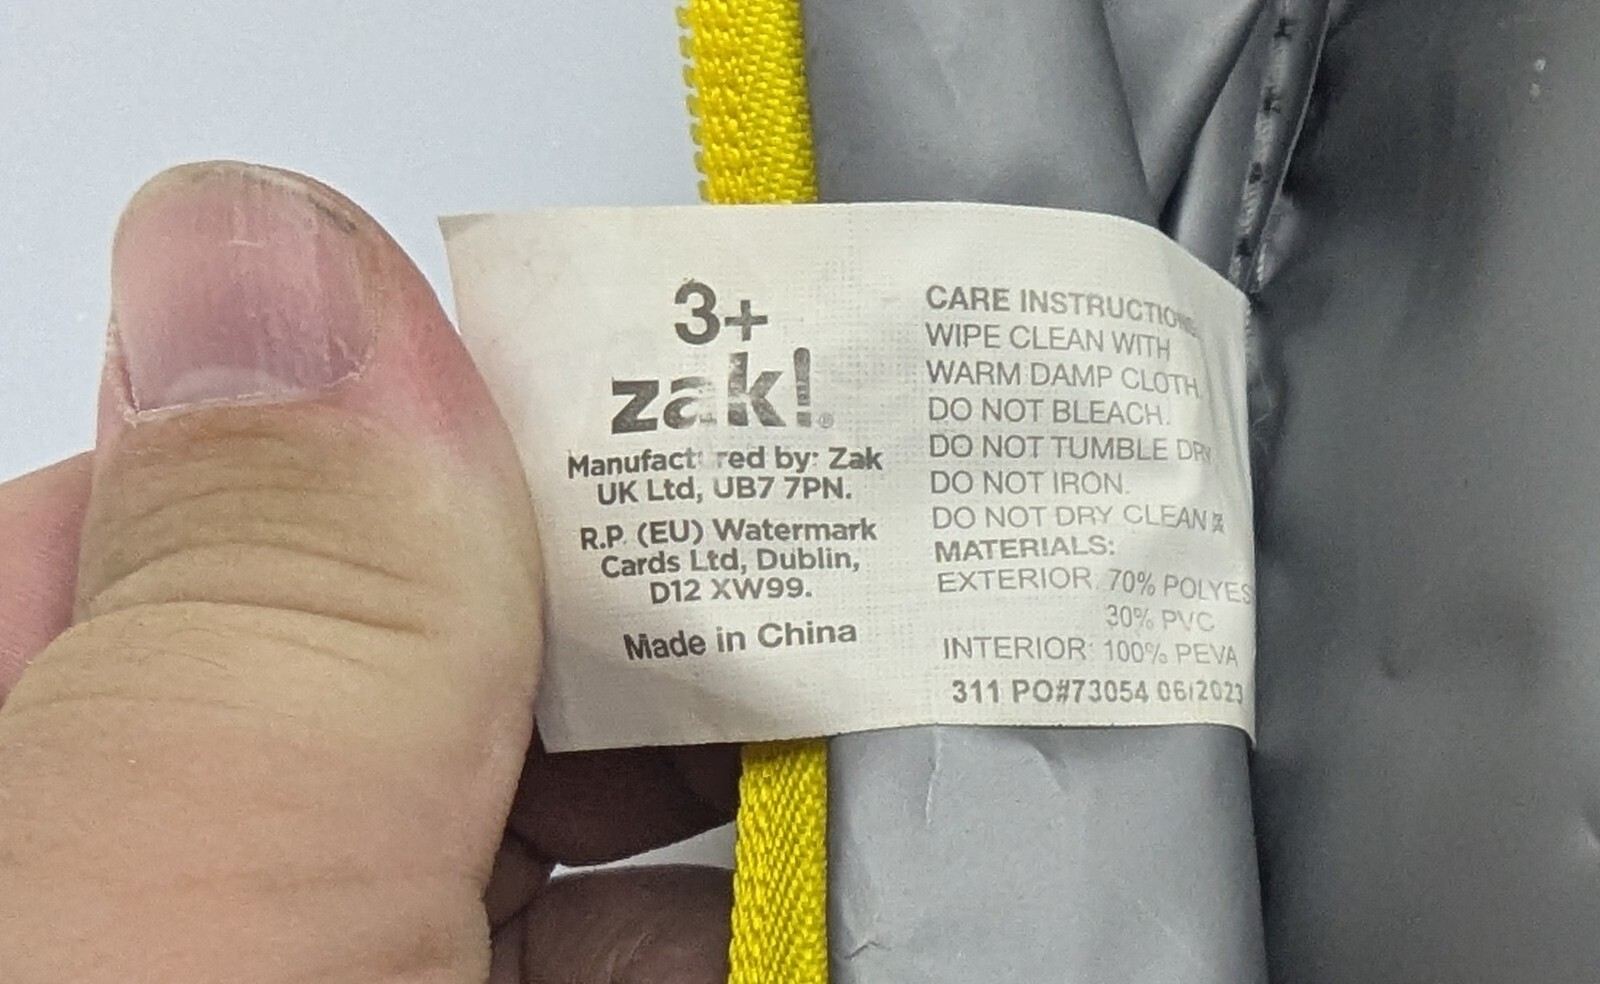 3+
zak!®
Manufact red by: Zak
UK Ltd, UB7 7PN.
R.P. (EU) Watermark
Cards Ltd, Dublin,
D12 XW99.
Made in China
CARE INSTRUCTIONS:
WIPE CLEAN WITH
WARM DAMP CLOTH.
DO NOT BLEACH.
DO NOT TUMBLE DRY
DO NOT IRON.
DO NOT DRY CLEAN
MATERIALS:
EXTERIOR: 70% POLYES
30% PVC
INTERIOR: 100% PEVA
311 PO#73054 06/2023